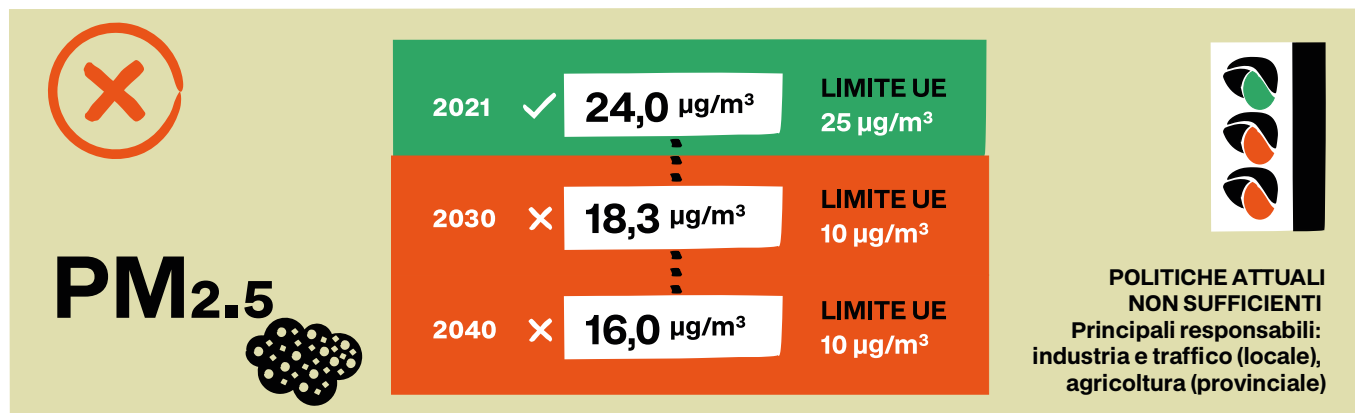 PM2.5
2021 24,0 µg/m³ LIMITE UE
25 µg/m³
2030 18,3 µg/m³ LIMITE UE
10 µg/m³
2040 16,0 µg/m³ LIMITE UE
10 µg/m³
POLITICHE ATTUALI
NON SUFFICIENTI
Principali responsabili:
industria e traffico (locale),
agricoltura (provinciale)